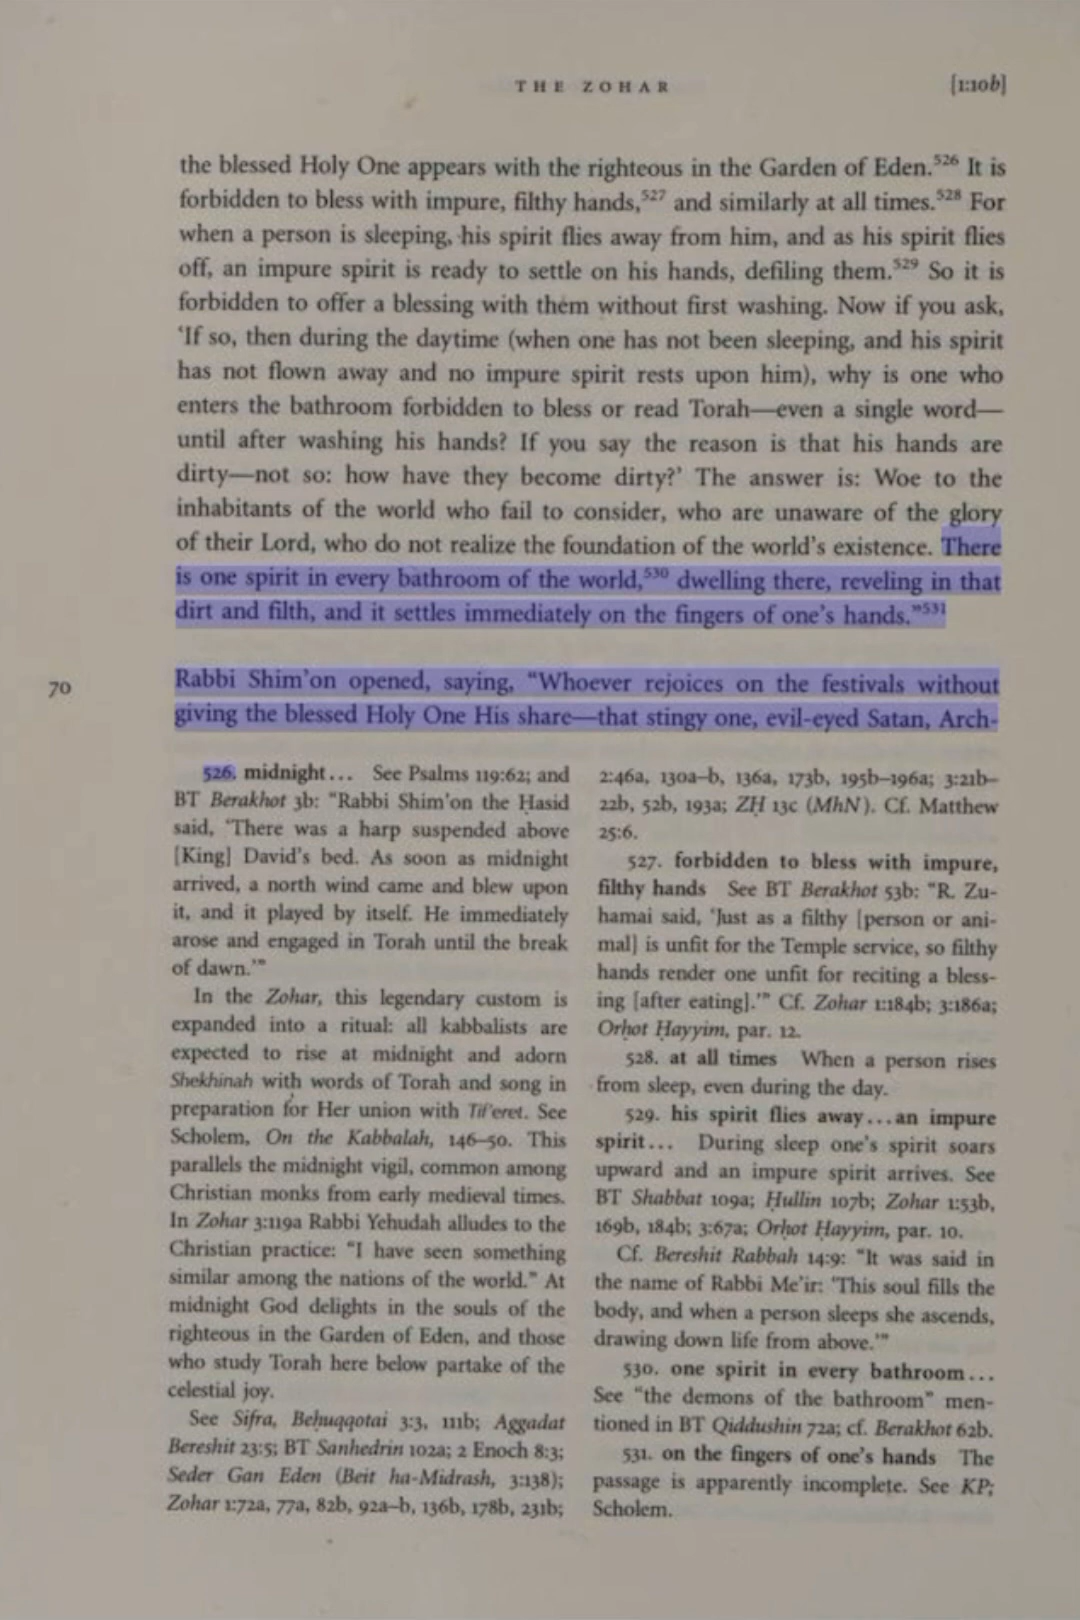 THE ZOHAR [1:10b]
the blessed Holy One appears with the righteous in the Garden of Eden.526 It is
forbidden to bless with impure, filthy hands,527 and similarly at all times.528 For
when a person is sleeping, his spirit flies away from him, and as his spirit flies
off, an impure spirit is ready to settle on his hands, defiling them.529 So it is
forbidden to offer a blessing with them without first washing. Now if you ask,
‘If so, then during the daytime (when one has not been sleeping, and his spirit
has not flown away and no impure spirit rests upon him), why is one who
enters the bathroom forbidden to bless or read Torah—even a single word—
until after washing his hands? If you say the reason is that his hands are
dirty—not so: how have they become dirty?’ The answer is: Woe to the
inhabitants of the world who fail to consider, who are unaware of the glory
of their Lord, who do not realize the foundation of the world’s existence. There
is one spirit in every bathroom of the world,530 dwelling there, reveling in that
dirt and filth, and it settles immediately on the fingers of one’s hands.”531
70
Rabbi Shim’on opened, saying, “Whoever rejoices on the festivals without
giving the blessed Holy One His share—that stingy one, evil-eyed Satan, Arch-
526. midnight... See Psalms 119:62; and
BT Berakhot 3b: “Rabbi Shim’on the Ḥasid
said, ‘There was a harp suspended above
[King] David’s bed. As soon as midnight
arrived, a north wind came and blew upon
it, and it played by itself. He immediately
arose and engaged in Torah until the break
of dawn.’”
In the Zohar, this legendary custom is
expanded into a ritual: all kabbalists are
expected to rise at midnight and adorn
Shekhinah with words of Torah and song in
preparation for Her union with Tif’eret. See
Scholem, On the Kabbalah, 146–50. This
parallels the midnight vigil, common among
Christian monks from early medieval times.
In Zohar 3:119a Rabbi Yehudah alludes to the
Christian practice: “I have seen something
similar among the nations of the world.” At
midnight God delights in the souls of the
righteous in the Garden of Eden, and those
who study Torah here below partake of the
celestial joy.
See Sifra, Beḥuqqotai 3:3, 111b; Aggadat
Bereshit 23:5; BT Sanhedrin 102a; 2 Enoch 8:3;
Seder Gan Eden (Beit ha-Midrash, 3:138);
Zohar 1:72a, 77a, 82b, 92a–b, 136b, 178b, 231b;
2:46a, 130a–b, 136a, 173b, 195b–196a; 3:21b–
22b, 52b, 193a; ZḤ 13c (MhN). Cf. Matthew
25:6.
527. forbidden to bless with impure,
filthy hands See BT Berakhot 53b: “R. Zu-
hamai said, ‘Just as a filthy [person or ani-
mal] is unfit for the Temple service, so filthy
hands render one unfit for reciting a bless-
ing [after eating].’” Cf. Zohar 1:184b; 3:186a;
Orḥot Ḥayyim, par. 12.
528. at all times When a person rises
from sleep, even during the day.
529. his spirit flies away...an impure
spirit... During sleep one’s spirit soars
upward and an impure spirit arrives. See
BT Shabbat 109a; Ḥullin 107b; Zohar 1:53b,
169b, 184b; 3:67a; Orḥot Ḥayyim, par. 10.
Cf. Bereshit Rabbah 14:9: “It was said in
the name of Rabbi Me’ir: ‘This soul fills the
body, and when a person sleeps she ascends,
drawing down life from above.’”
530. one spirit in every bathroom...
See “the demons of the bathroom” men-
tioned in BT Qiddushin 72a; cf. Berakhot 62b.
531. on the fingers of one’s hands The
passage is apparently incomplete. See KP;
Scholem.